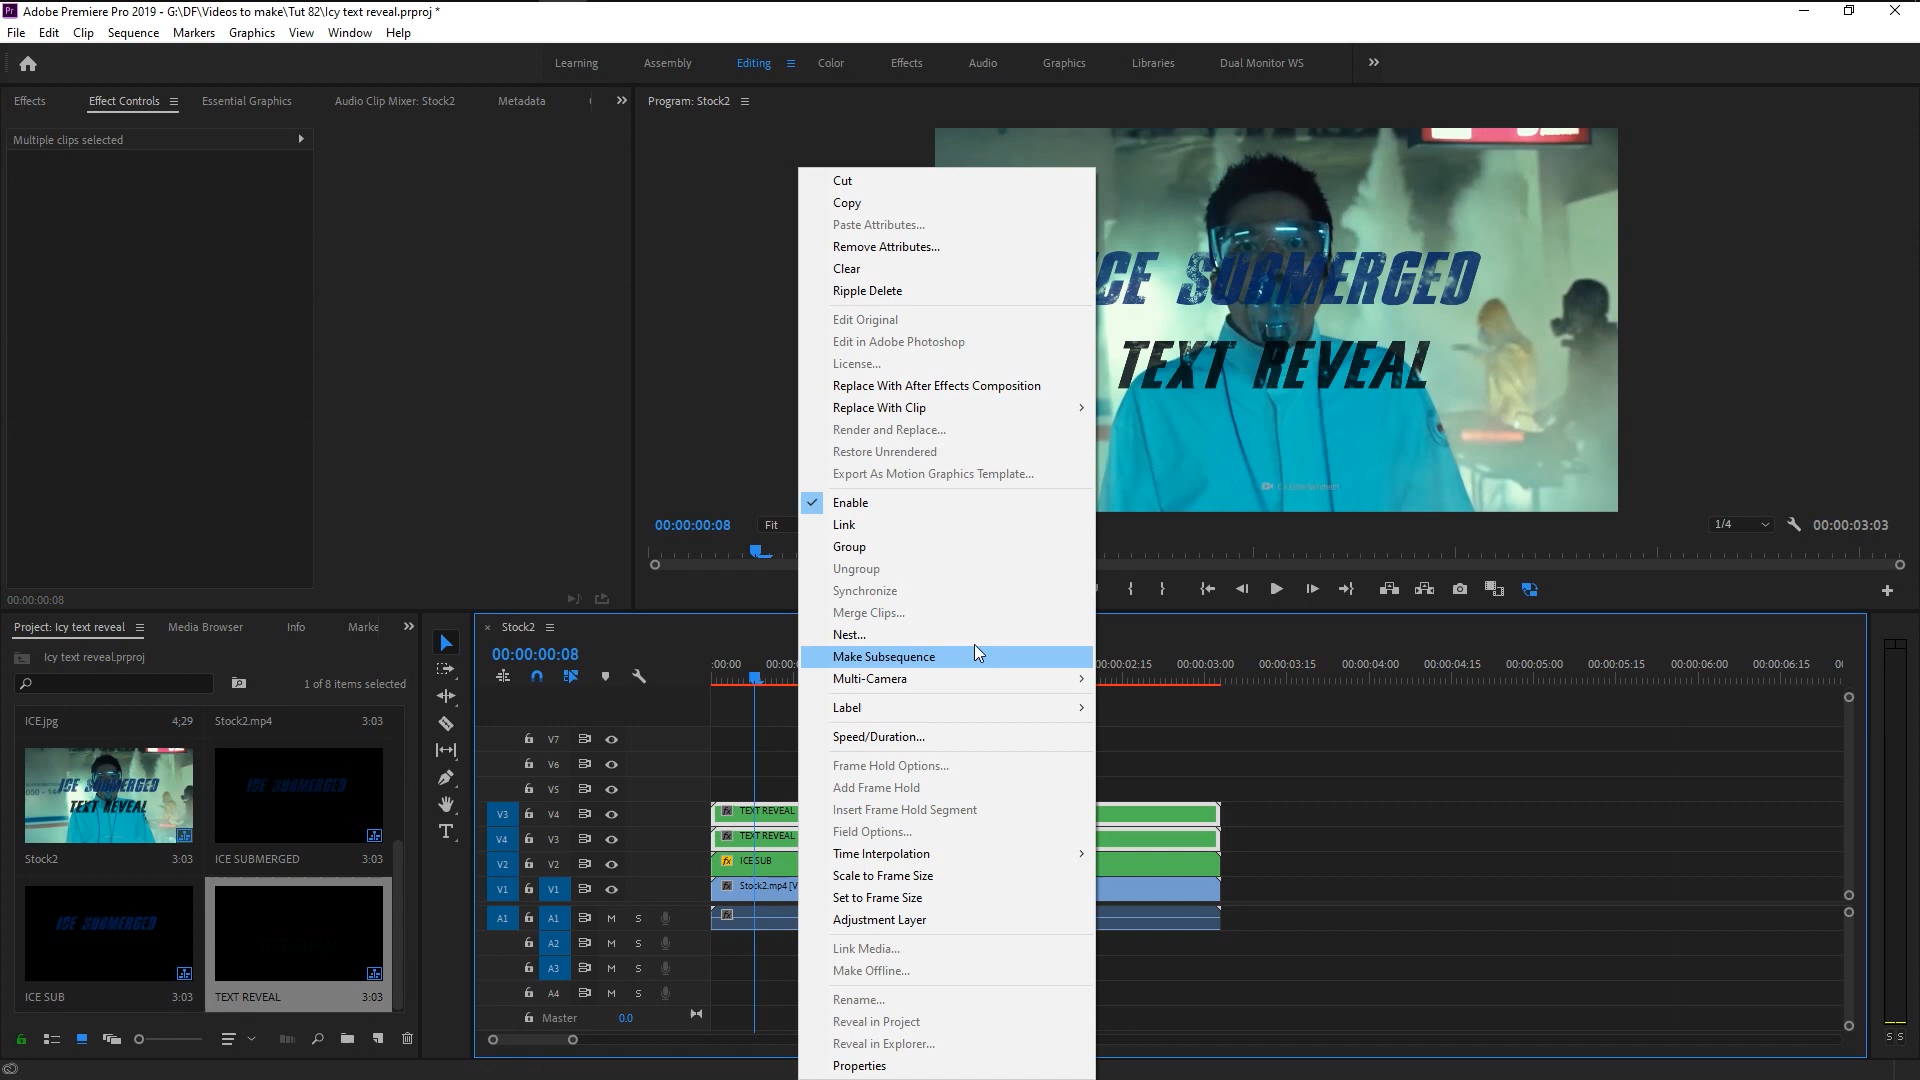 Adobe Premiere Pro 2019 - G:\DF\Videos to make\Tut 82\Icy text reveal.prproj *
File Edit Clip Sequence Markers Graphics View Window Help
Learning Assembly Editing Color Effects Audio Graphics Libraries Dual Monitor WS
Effects Effect Controls Essential Graphics Audio Clip Mixer: Stock2 Metadata
Program: Stock2
Multiple clips selected
00:00:00:08
CE SUBMERGED
TEXT REVEAL
00:00:00:08 Fit
1/4 00:00:03:03
Cut
Copy
Paste Attributes...
Remove Attributes...
Clear
Ripple Delete
Edit Original
Edit in Adobe Photoshop
License...
Replace With After Effects Composition
Replace With Clip
Render and Replace...
Restore Unrendered
Export As Motion Graphics Template...
Enable
Link
Group
Ungroup
Synchronize
Merge Clips...
Nest...
Make Subsequence
Multi-Camera
Label
Speed/Duration...
Frame Hold Options...
Add Frame Hold
Insert Frame Hold Segment
Field Options...
Time Interpolation
Scale to Frame Size
Set to Frame Size
Adjustment Layer
Link Media...
Make Offline...
Rename...
Reveal in Project
Reveal in Explorer...
Properties
Project: Icy text reveal Media Browser Info Marke
Icy text reveal.prproj
1 of 8 items selected
ICE.jpg 4;29 Stock2.mp4 3:03
ICE SUBMERGED
TEXT REVEAL
ICE SUBMERGED
Stock2 3:03 ICE SUBMERGED 3:03
ICE SUBMERGED
ICE SUB 3:03 TEXT REVEAL 3:03
Stock2
00:00:00:08
:00:00 00:00:0 00:00:02:15 00:00:03:00 00:00:03:15 00:00:04:00 00:00:04:15 00:00:05:00 00:00:05:15 00:00:06:00 00:00:06:15
V7
V6
V5
V3 V4 TEXT REVEAL
V4 V3 TEXT REVEAL
V2 V2 ICE SUB
V1 V1 Stock2.mp4 [V
A1 A1 M S
A2 M S
A3 M S
A4 M S
Master 0.0
S S